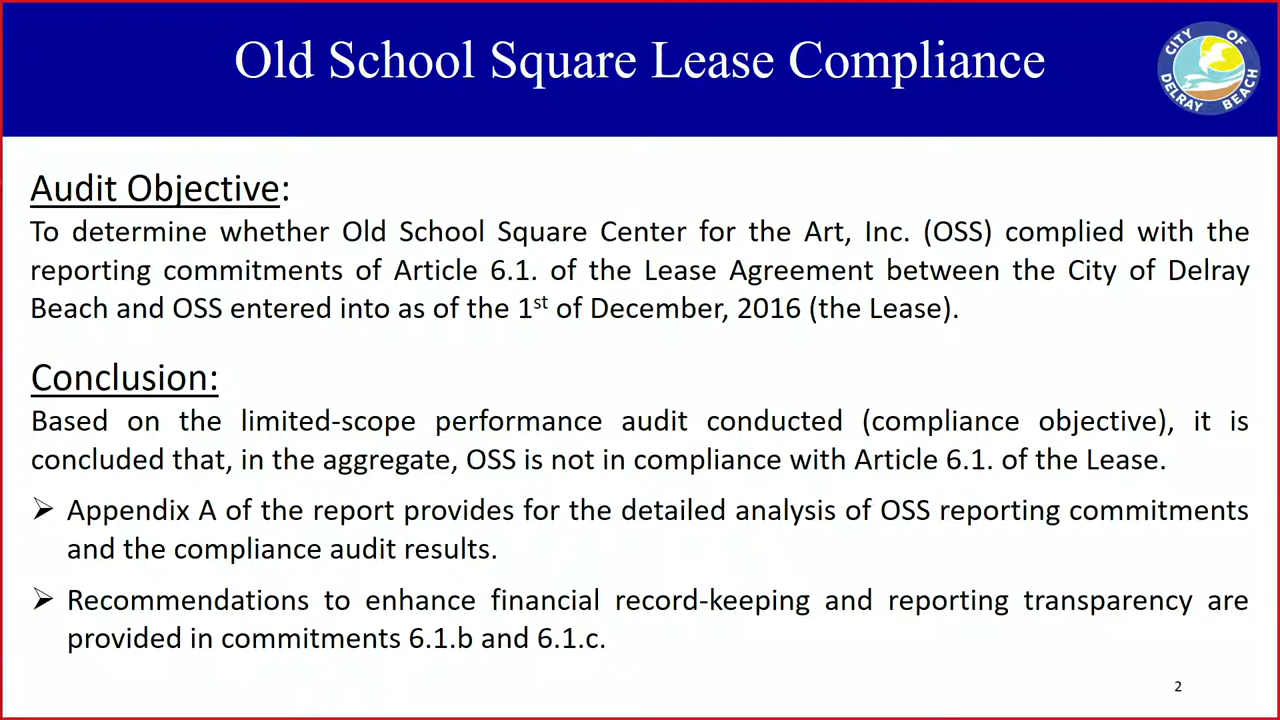 Old School Square Lease Compliance
CITY OF
DELRAY BEACH
Audit Objective:
To determine whether Old School Square Center for the Art, Inc. (OSS) complied with the
reporting commitments of Article 6.1. of the Lease Agreement between the City of Delray
Beach and OSS entered into as of the 1st of December, 2016 (the Lease).
Conclusion:
Based on the limited-scope performance audit conducted (compliance objective), it is
concluded that, in the aggregate, OSS is not in compliance with Article 6.1. of the Lease.
➢ Appendix A of the report provides for the detailed analysis of OSS reporting commitments
and the compliance audit results.
➢ Recommendations to enhance financial record-keeping and reporting transparency are
provided in commitments 6.1.b and 6.1.c.
2